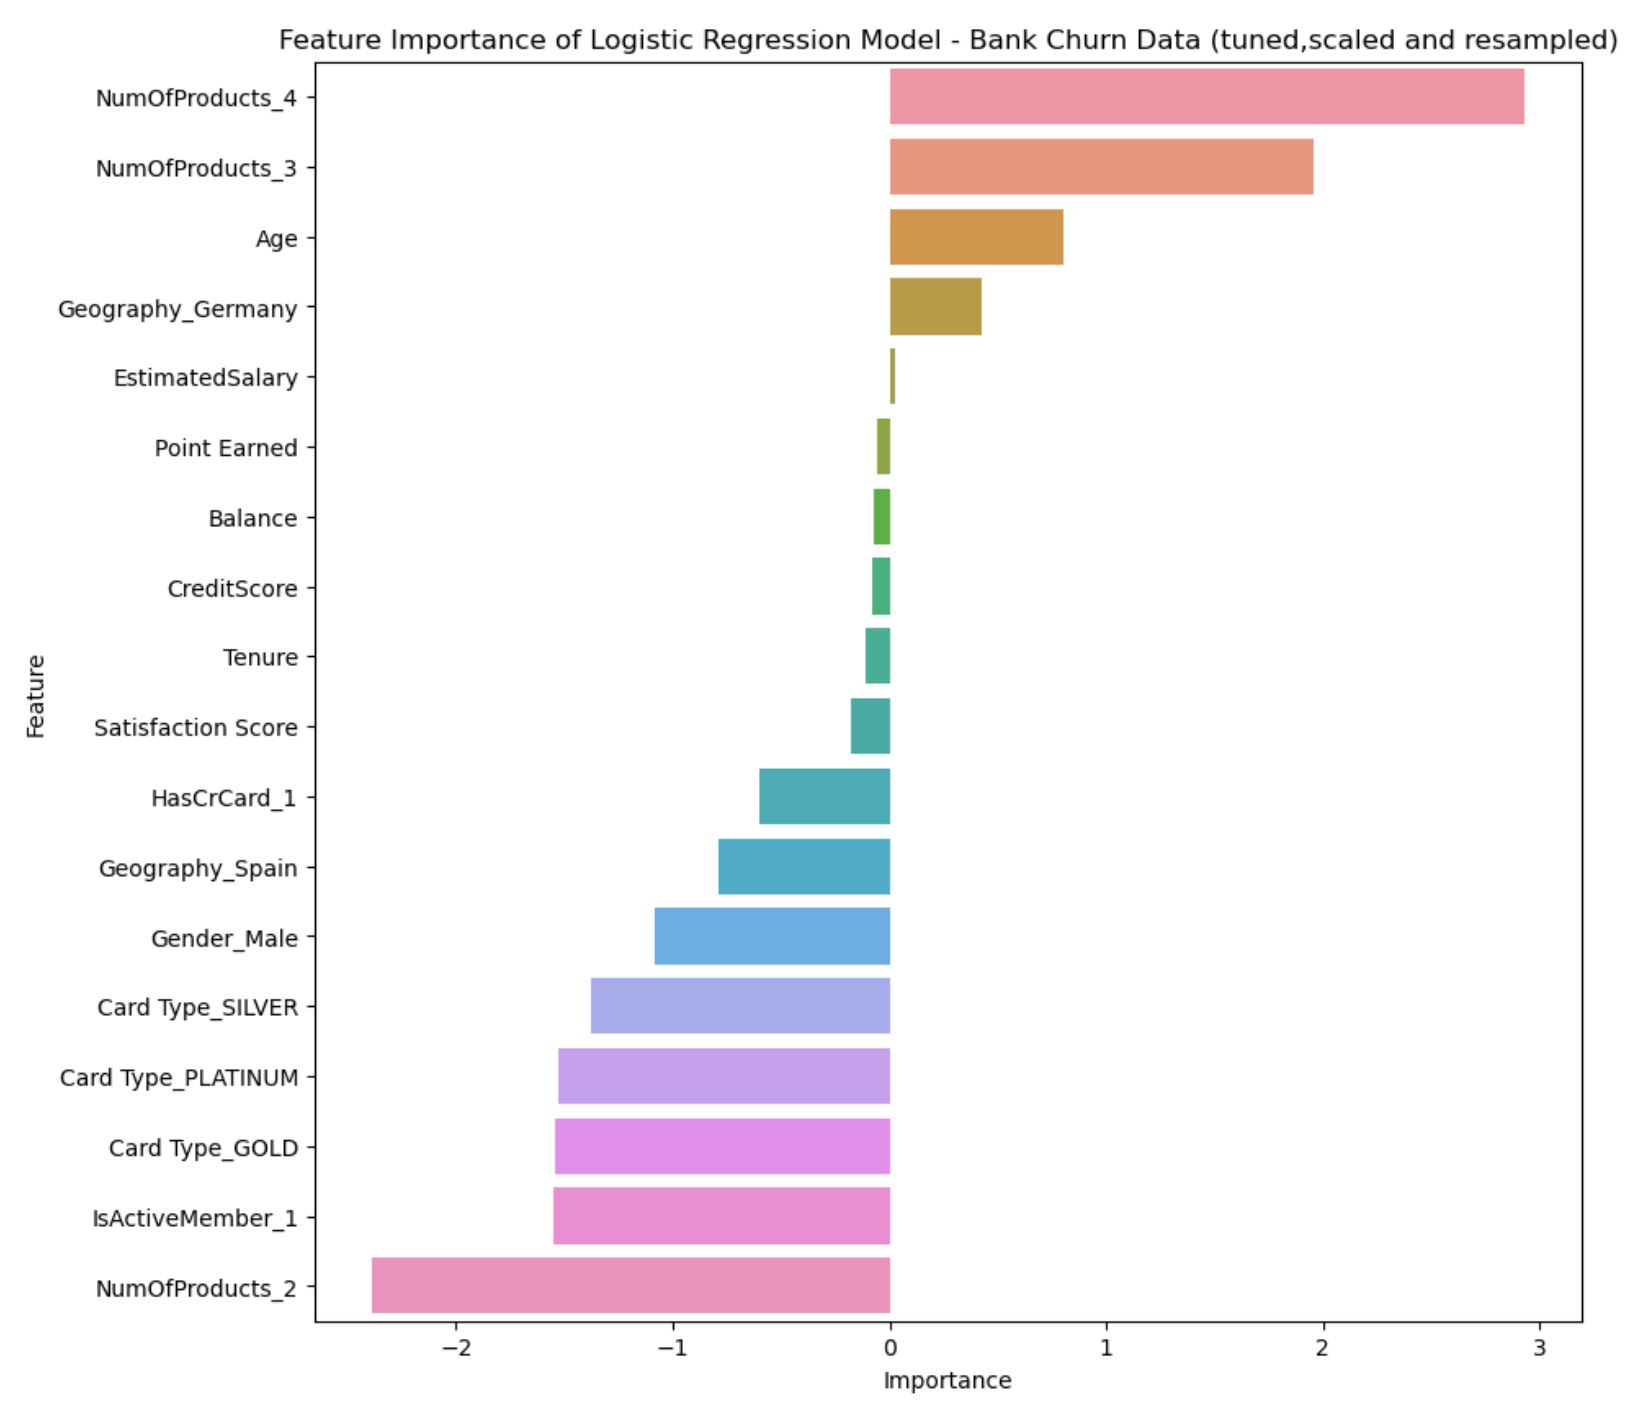 Feature Importance of Logistic Regression Model - Bank Churn Data (tuned,scaled and resampled)
NumOfProducts_4
NumOfProducts_3
Age
Geography_Germany
EstimatedSalary
Point Earned
Balance
CreditScore
Tenure
Satisfaction Score
HasCrCard_1
Geography_Spain
Gender_Male
Card Type_SILVER
Card Type_PLATINUM
Card Type_GOLD
IsActiveMember_1
NumOfProducts_2
Feature
−2 −1 0 1 2 3
Importance